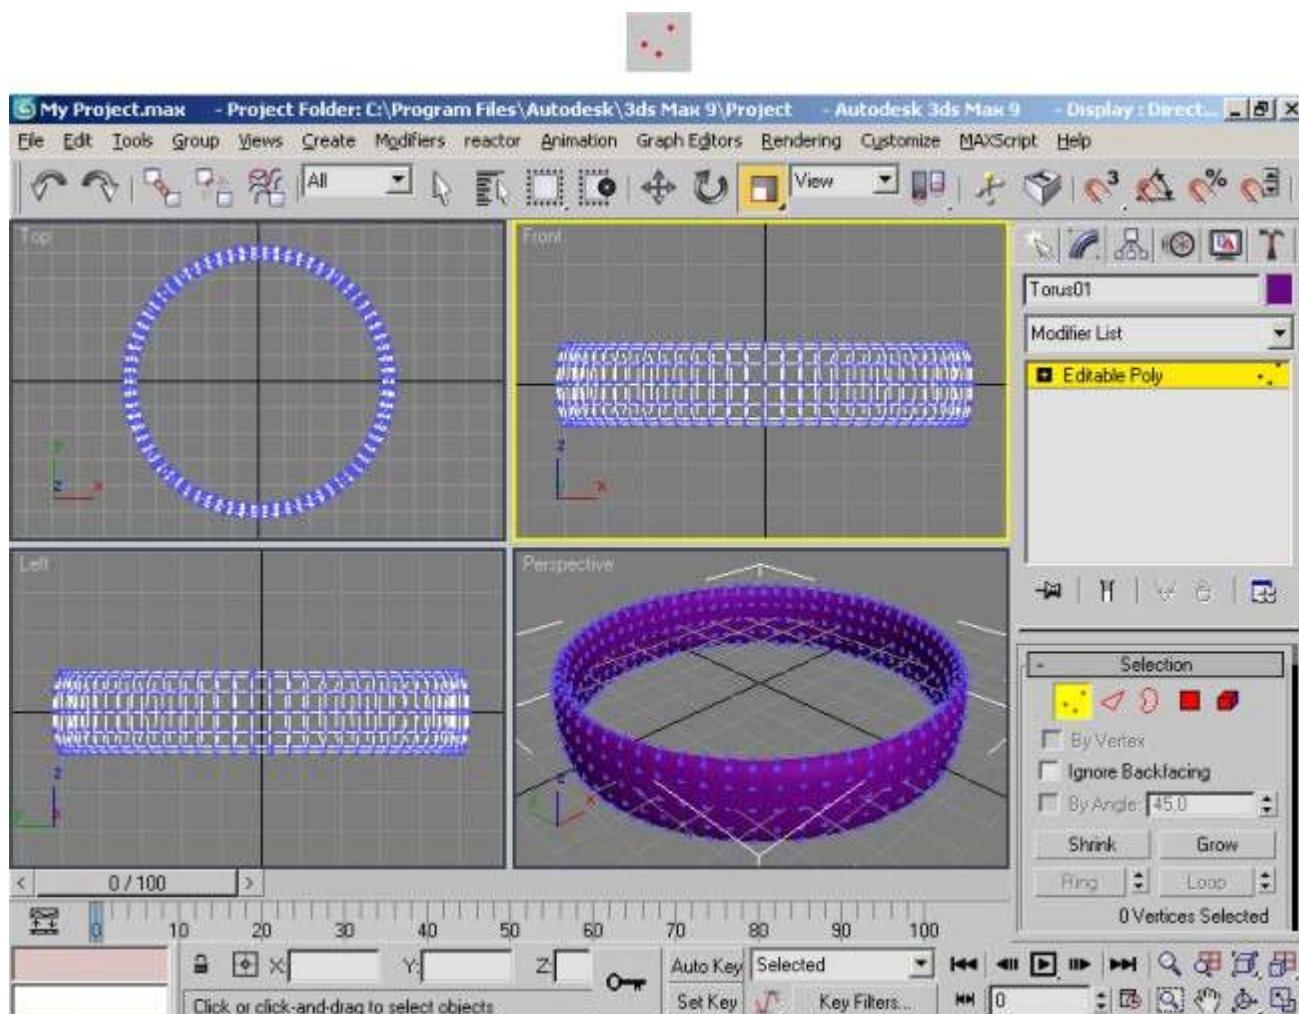 My Project.max - Project Folder: C:\Program Files\Autodesk\3ds Max 9\Project - Autodesk 3ds Max 9 - Display : Direct...
File Edit Tools Group Views Create Modifiers reactor Animation Graph Editors Rendering Customize MAXScript Help
All View 3 %
Top Front
Torus01
Modifier List
Editable Poly
y z x
z y x
Left Perspective
Selection
By Vertex
Ignore Backfacing
By Angle: 45.0
Shrink Grow
Ring Loop
0 Vertices Selected
0 / 100
0 10 20 30 40 50 60 70 80 90 100
X: Y: Z: Auto Key Selected
Click or click-and-drag to select objects Set Key Key Filters... 0